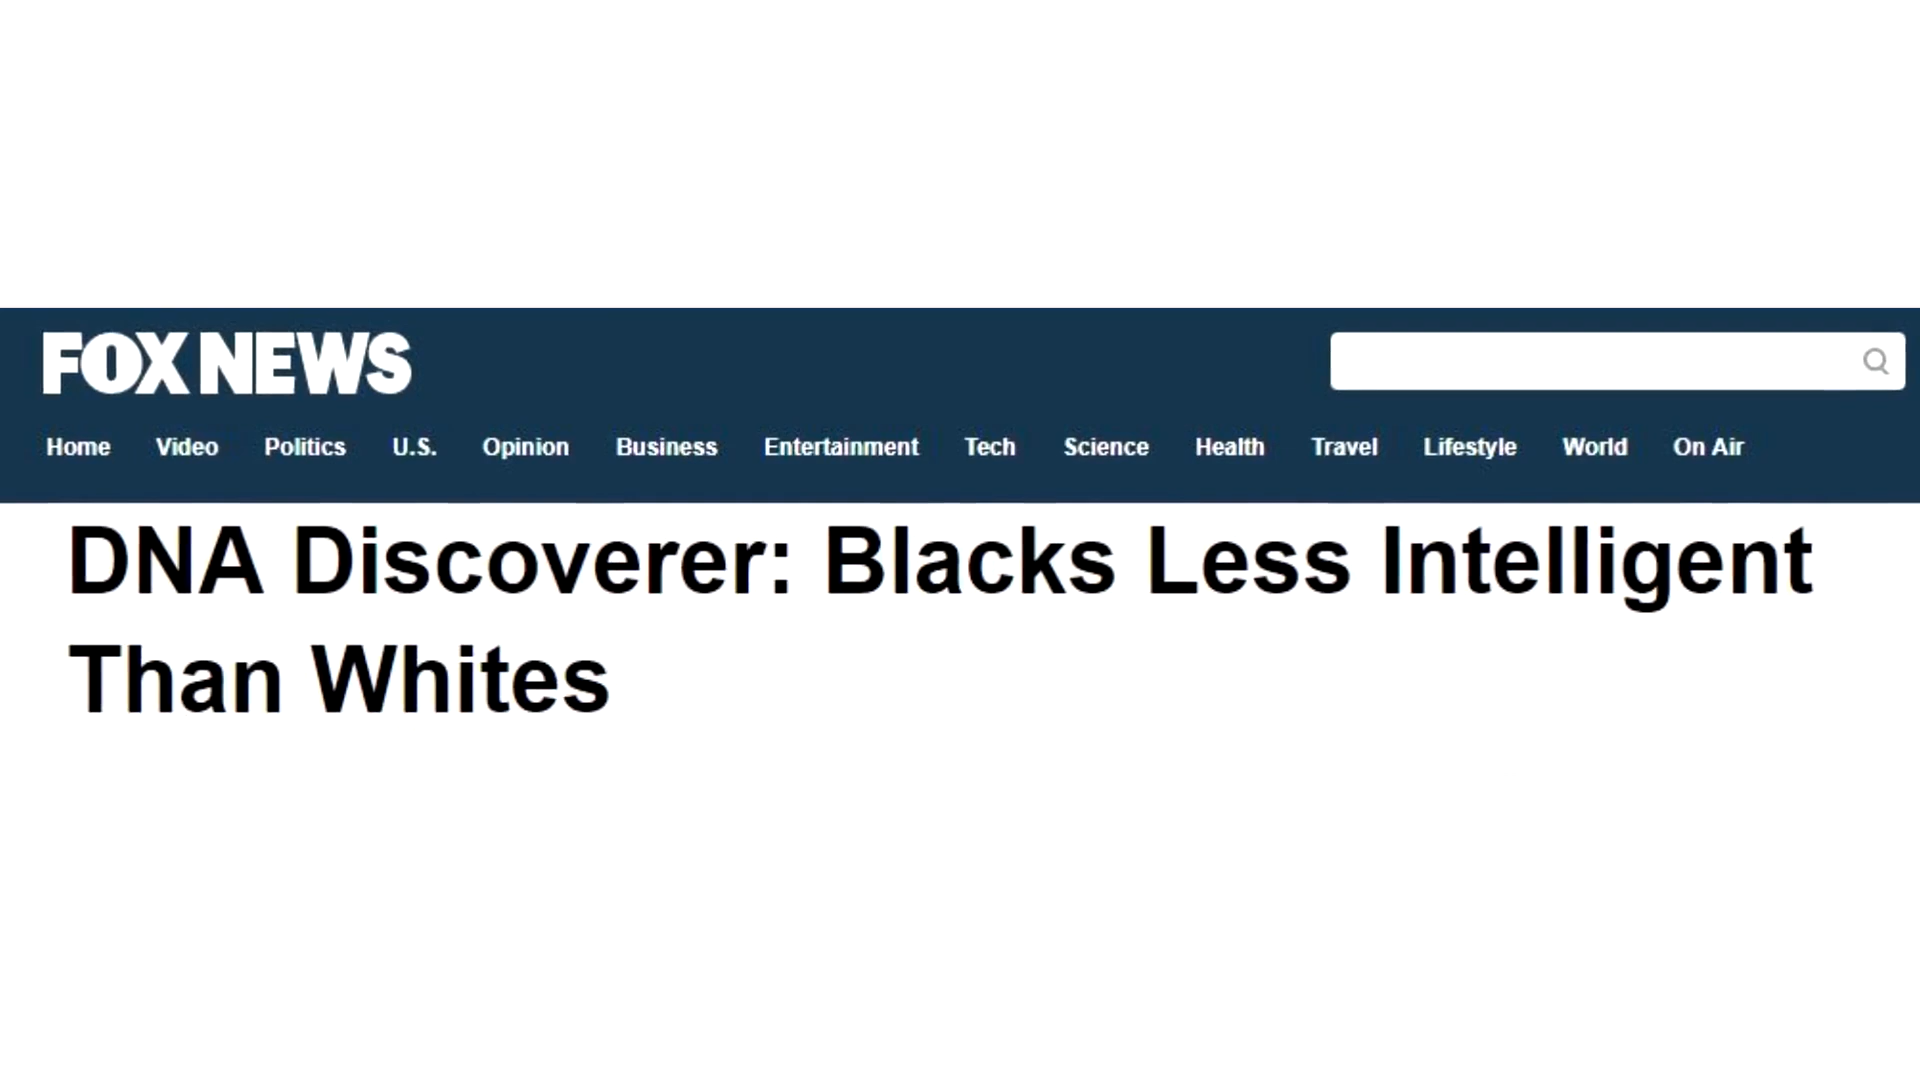 FOX NEWS
Home Video Politics U.S. Opinion Business Entertainment Tech Science Health Travel Lifestyle World On Air
DNA Discoverer: Blacks Less Intelligent
Than Whites